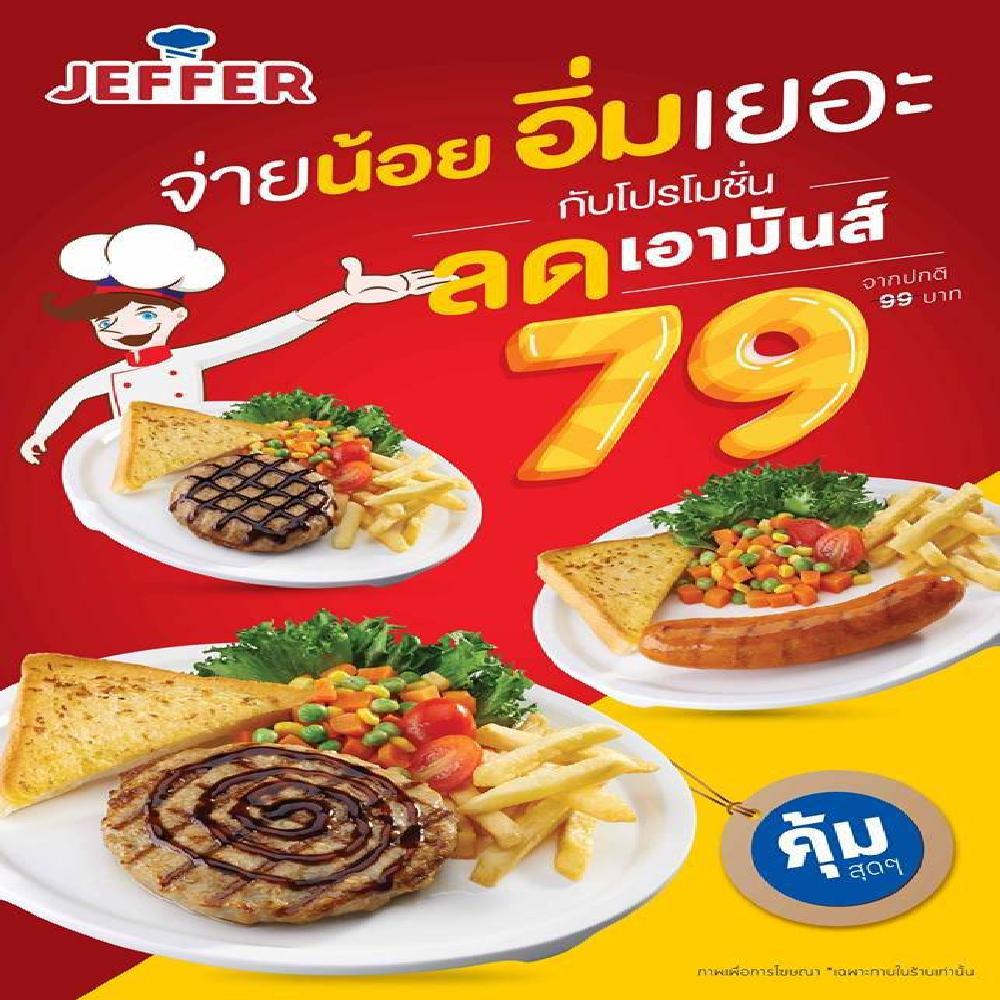 JEFFER
จ่ายน้อย อิ่มเยอะ
กับโปรโมชั่น
ลดเอามันส์
79
จากปกติ
99 บาท
คุ้ม
สุดๆ
ภาพเพื่อการโฆษณา *เฉพาะทานในร้านเท่านั้น